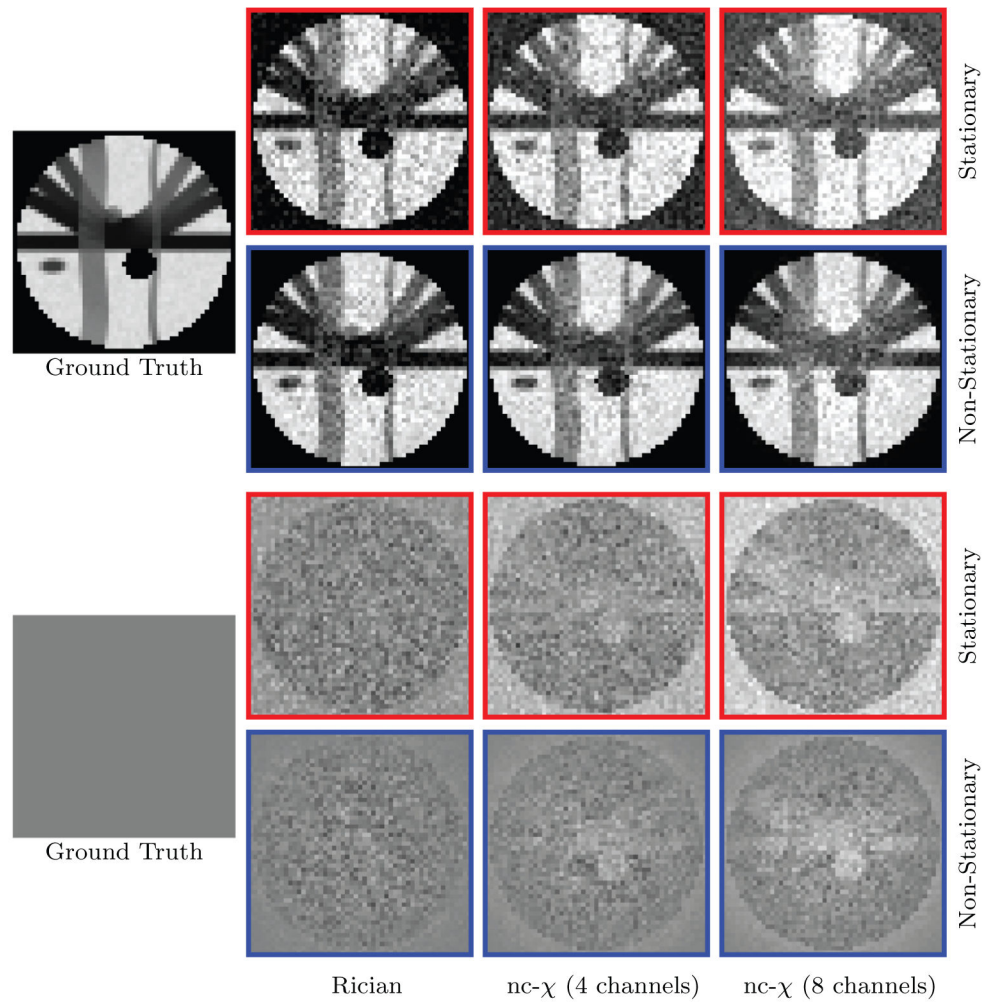 Stationary
Ground Truth
Non-Stationary
Stationary
Ground Truth
Non-Stationary
Rician nc-χ (4 channels) nc-χ (8 channels)